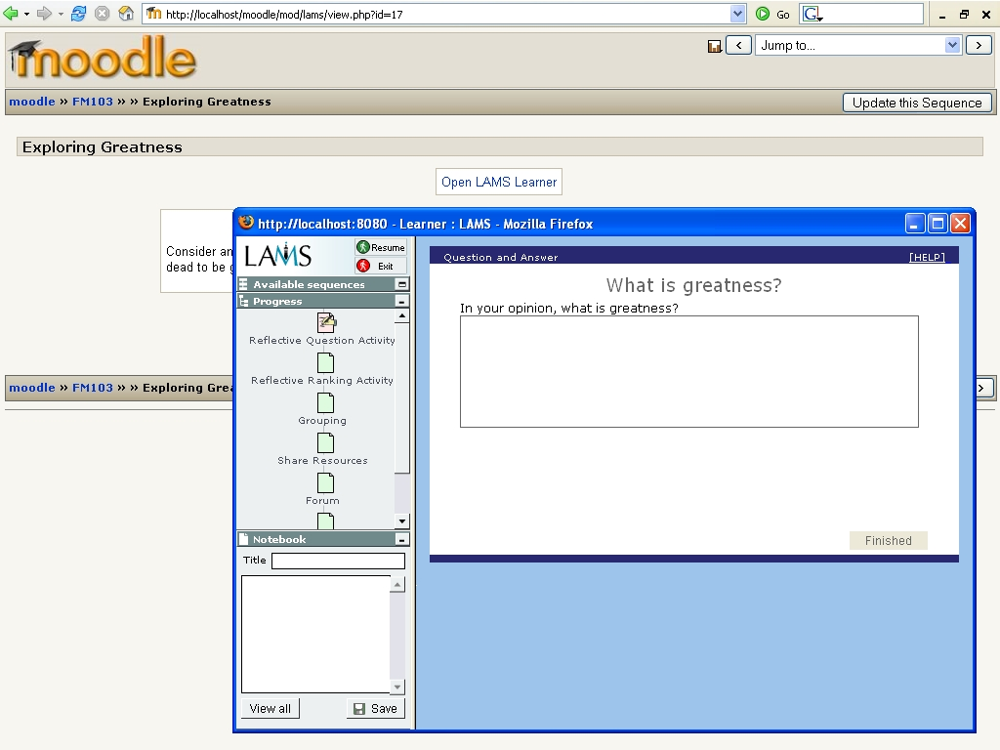 http://localhost/moodle/mod/lams/view.php?id=17
Go
G
moodle
Jump to...
moodle » FM103 » » Exploring Greatness
Update this Sequence
Exploring Greatness
Open LAMS Learner
Consider an
dead to be
moodle » FM103 » » Exploring Grea
http://localhost:8080 - Learner : LAMS - Mozilla Firefox
LAMS
Resume
Exit
Available sequences
Progress
Reflective Question Activity
Reflective Ranking Activity
Grouping
Share Resources
Forum
Notebook
Title
View all
Save
Question and Answer
[HELP]
What is greatness?
In your opinion, what is greatness?
Finished